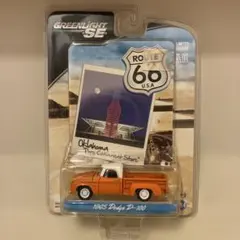 GREENLIGHT SE
ROUTE
66
USA
Oklahoma
1965 Dodge D-100